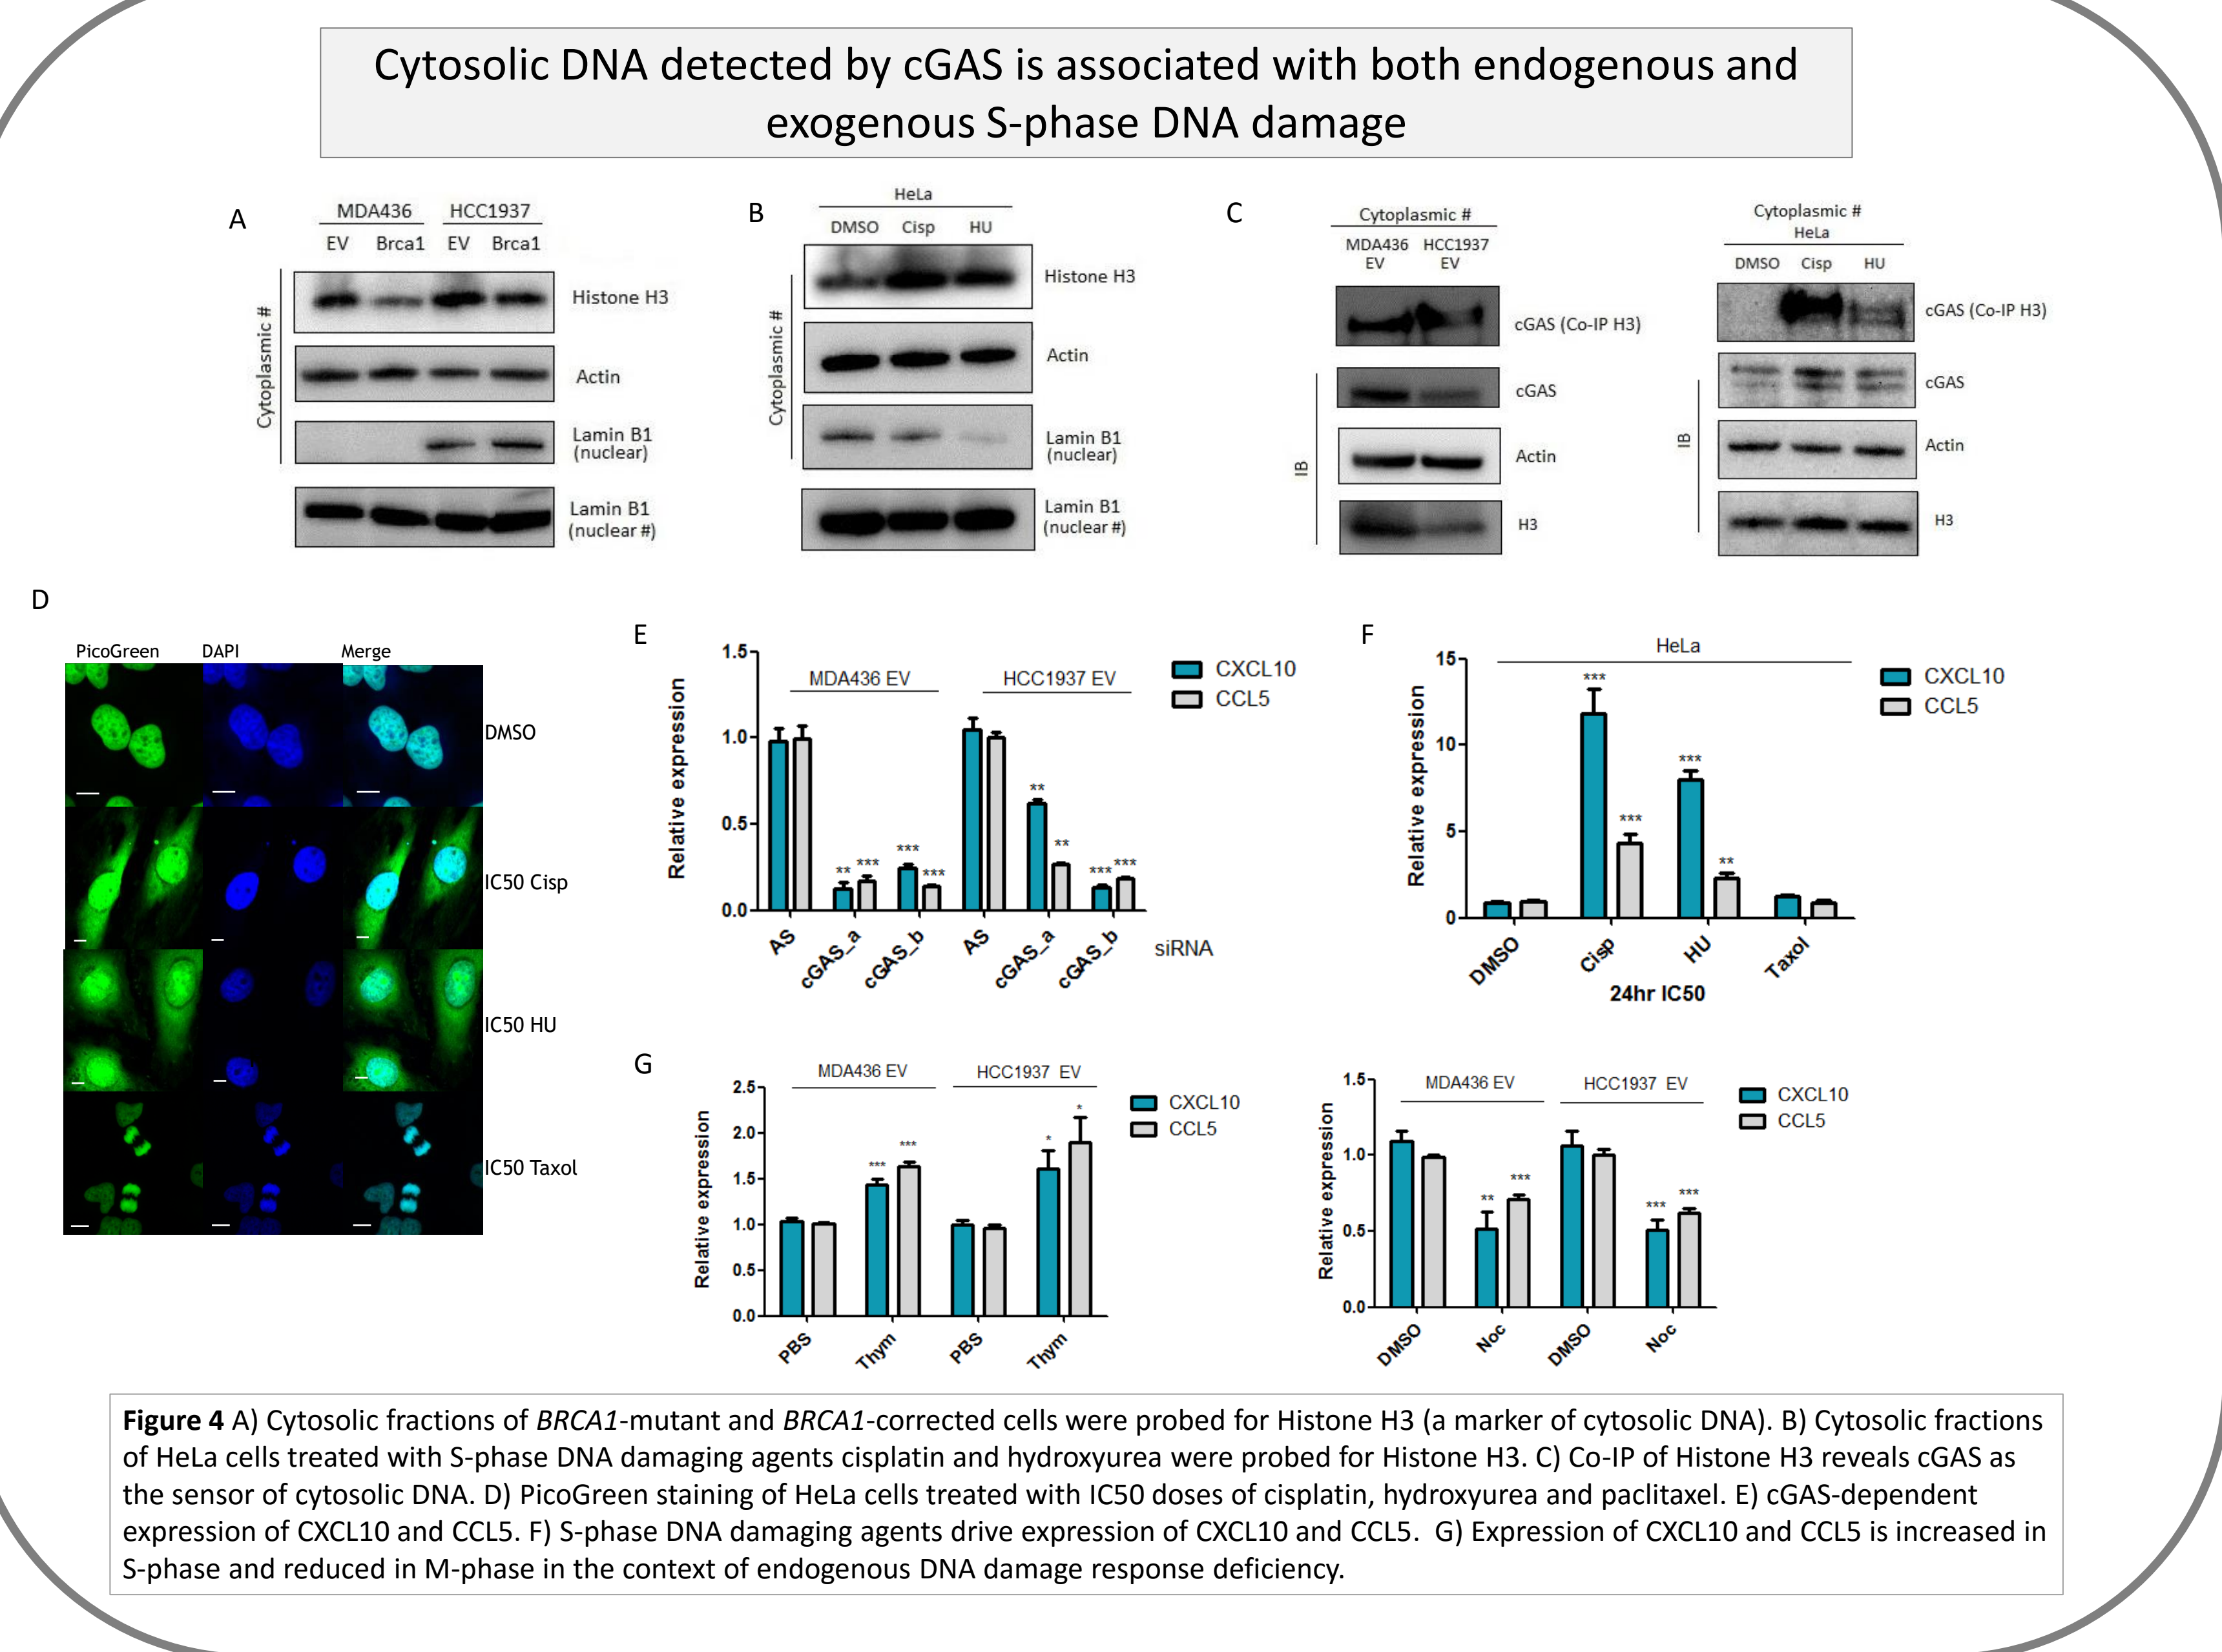 Cytosolic DNA detected by cGAS is associated with both endogenous and
exogenous S-phase DNA damage
A
MDA436 HCC1937
EV Brca1 EV Brca1
Cytoplasmic #
Histone H3
Actin
Lamin B1
(nuclear)
Lamin B1
(nuclear #)
B
HeLa
DMSO Cisp HU
Cytoplasmic #
Histone H3
Actin
Lamin B1
(nuclear)
Lamin B1
(nuclear #)
C
Cytoplasmic #
MDA436 HCC1937
EV EV
cGAS (Co-IP H3)
IB
cGAS
Actin
H3
Cytoplasmic #
HeLa
DMSO Cisp HU
cGAS (Co-IP H3)
IB
cGAS
Actin
H3
D
PicoGreen DAPI Merge
DMSO
IC50 Cisp
IC50 HU
IC50 Taxol
E
Relative expression
1.5
1.0
0.5
0.0
MDA436 EV HCC1937 EV
** *** *** *** ** ** *** ***
CXCL10
CCL5
AS cGAS_a cGAS_b AS cGAS_a cGAS_b siRNA
F
HeLa
Relative expression
15
10
5
0
*** *** *** **
CXCL10
CCL5
DMSO Cisp HU Taxol
24hr IC50
G
Relative expression
2.5
2.0
1.5
1.0
0.5
0.0
MDA436 EV HCC1937 EV
*** *** * *
CXCL10
CCL5
PBS Thym PBS Thym
Relative expression
1.5
1.0
0.5
0.0
MDA436 EV HCC1937 EV
** *** *** ***
CXCL10
CCL5
DMSO Noc DMSO Noc
Figure 4 A) Cytosolic fractions of BRCA1-mutant and BRCA1-corrected cells were probed for Histone H3 (a marker of cytosolic DNA). B) Cytosolic fractions
of HeLa cells treated with S-phase DNA damaging agents cisplatin and hydroxyurea were probed for Histone H3. C) Co-IP of Histone H3 reveals cGAS as
the sensor of cytosolic DNA. D) PicoGreen staining of HeLa cells treated with IC50 doses of cisplatin, hydroxyurea and paclitaxel. E) cGAS-dependent
expression of CXCL10 and CCL5. F) S-phase DNA damaging agents drive expression of CXCL10 and CCL5. G) Expression of CXCL10 and CCL5 is increased in
S-phase and reduced in M-phase in the context of endogenous DNA damage response deficiency.